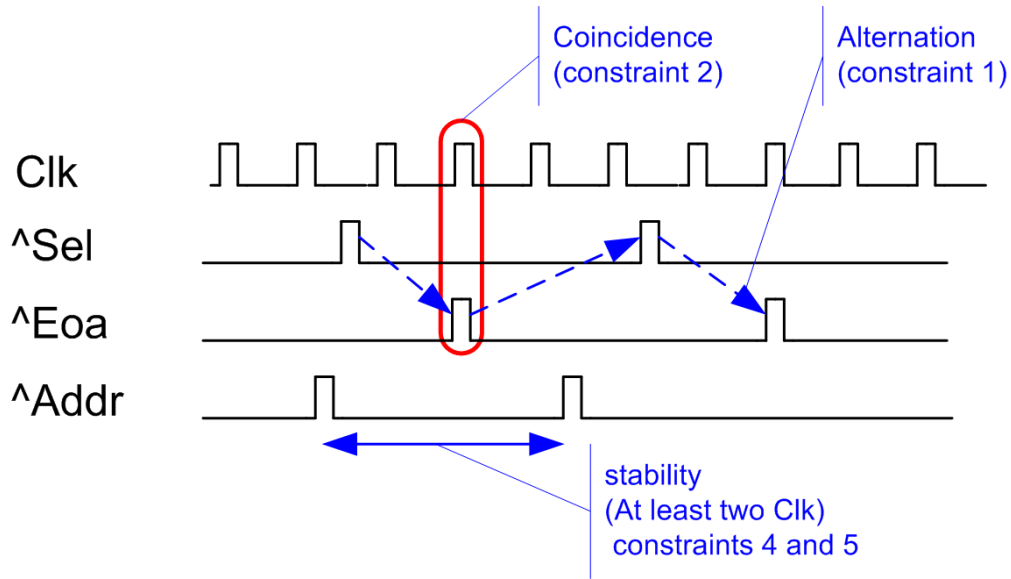 Coincidence
(constraint 2)
Alternation
(constraint 1)
Clk
^Sel
^Eoa
^Addr
stability
(At least two Clk)
constraints 4 and 5